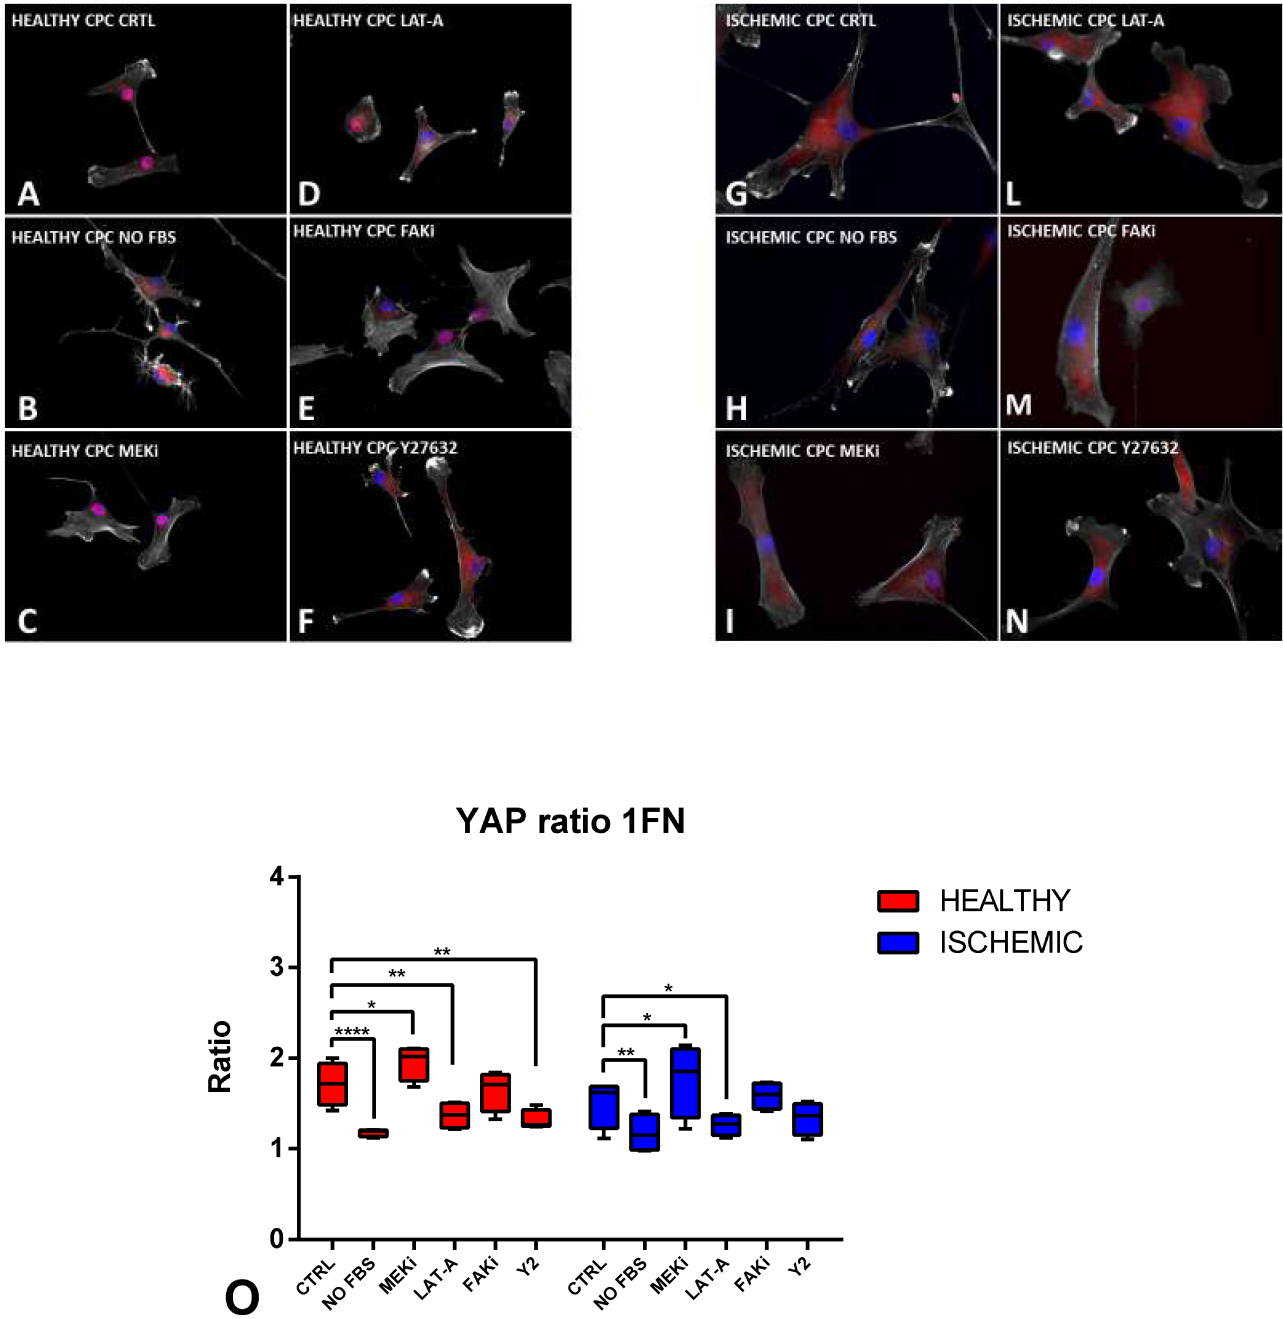 HEALTHY CPC CRTL
A
HEALTHY CPC LAT-A
D
HEALTHY CPC NO FBS
B
HEALTHY CPC FAKi
E
HEALTHY CPC MEKi
C
HEALTHY CPC Y27632
F
ISCHEMIC CPC CRTL
G
ISCHEMIC CPC LAT-A
L
ISCHEMIC CPC NO FBS
H
ISCHEMIC CPC FAKi
M
ISCHEMIC CPC MEKi
I
ISCHEMIC CPC Y27632
N
YAP ratio 1FN
Ratio
4
3
2
1
0
**
**
*
****
*
*
**
HEALTHY
ISCHEMIC
CTRL
NO FBS
MEKi
LAT-A
FAKi
Y2
CTRL
NO FBS
MEKi
LAT-A
FAKi
Y2
O